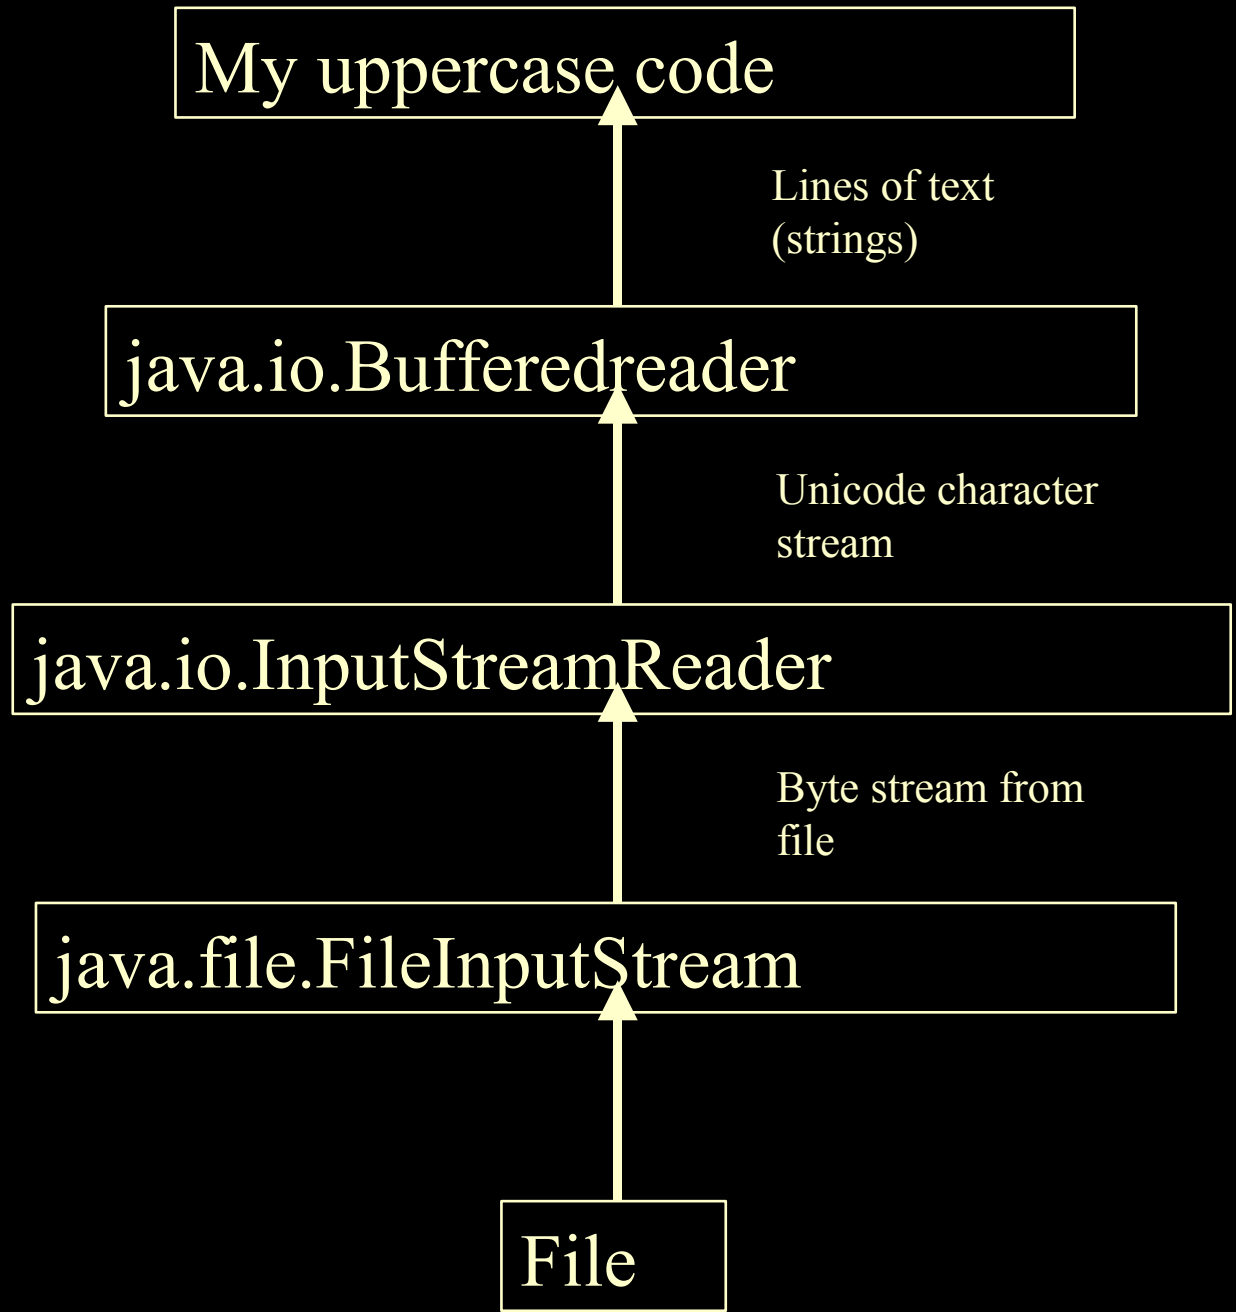 My uppercase code
Lines of text
(strings)
java.io.Bufferedreader
Unicode character
stream
java.io.InputStreamReader
Byte stream from
file
java.file.FileInputStream
File